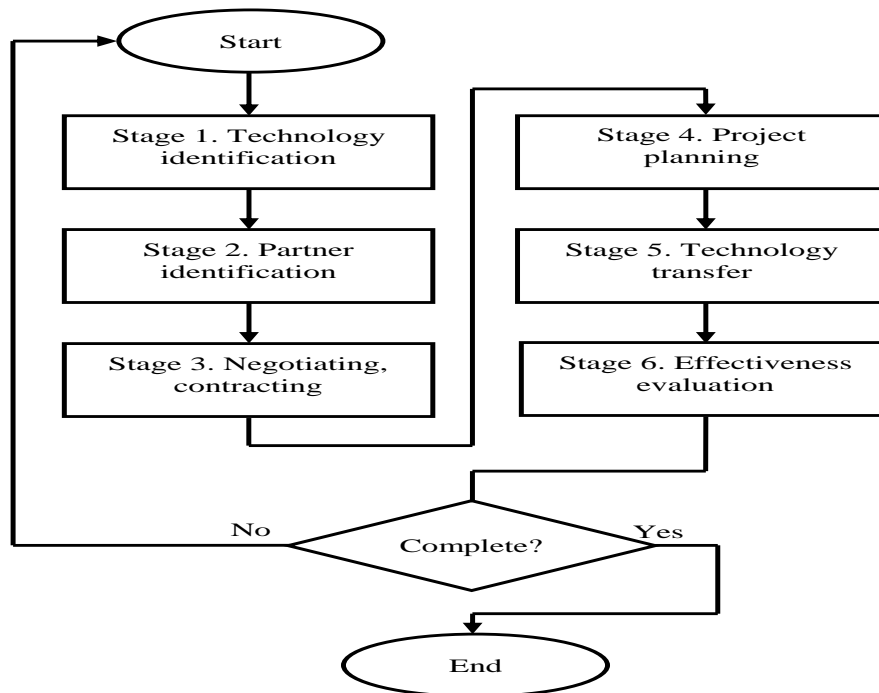 Start
Stage 1. Technology
identification
Stage 2. Partner
identification
Stage 3. Negotiating,
contracting
Stage 4. Project
planning
Stage 5. Technology
transfer
Stage 6. Effectiveness
evaluation
No
Complete?
Yes
End